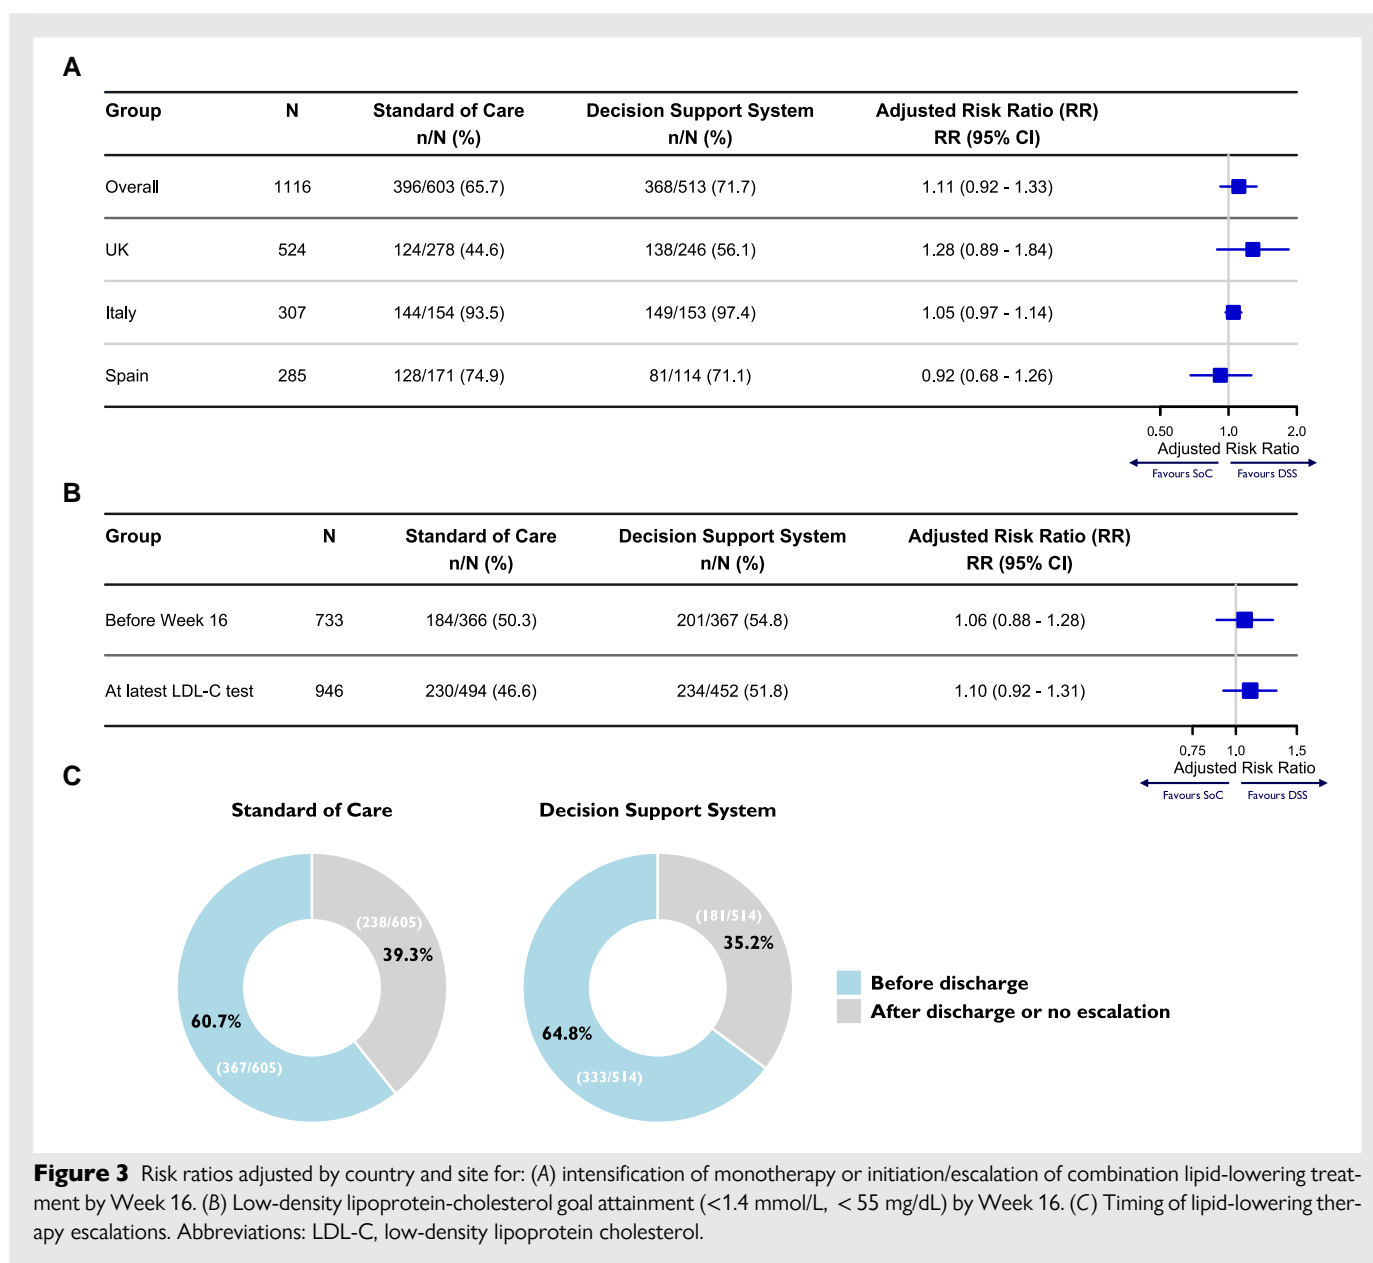 A
Group N Standard of Care Decision Support System Adjusted Risk Ratio (RR)
n/N (%) n/N (%) RR (95% CI)
Overall 1116 396/603 (65.7) 368/513 (71.7) 1.11 (0.92 - 1.33)
UK 524 124/278 (44.6) 138/246 (56.1) 1.28 (0.89 - 1.84)
Italy 307 144/154 (93.5) 149/153 (97.4) 1.05 (0.97 - 1.14)
Spain 285 128/171 (74.9) 81/114 (71.1) 0.92 (0.68 - 1.26)
0.50 1.0 2.0
Adjusted Risk Ratio
Favours SoC Favours DSS
B
Group N Standard of Care Decision Support System Adjusted Risk Ratio (RR)
n/N (%) n/N (%) RR (95% CI)
Before Week 16 733 184/366 (50.3) 201/367 (54.8) 1.06 (0.88 - 1.28)
At latest LDL-C test 946 230/494 (46.6) 234/452 (51.8) 1.10 (0.92 - 1.31)
0.75 1.0 1.5
Adjusted Risk Ratio
Favours SoC Favours DSS
C
Standard of Care Decision Support System
(238/605)
39.3%
60.7%
(367/605)
(181/514)
35.2%
64.8%
(333/514)
Before discharge
After discharge or no escalation
Figure 3 Risk ratios adjusted by country and site for: (A) intensification of monotherapy or initiation/escalation of combination lipid-lowering treat-
ment by Week 16. (B) Low-density lipoprotein-cholesterol goal attainment (<1.4 mmol/L, < 55 mg/dL) by Week 16. (C) Timing of lipid-lowering ther-
apy escalations. Abbreviations: LDL-C, low-density lipoprotein cholesterol.